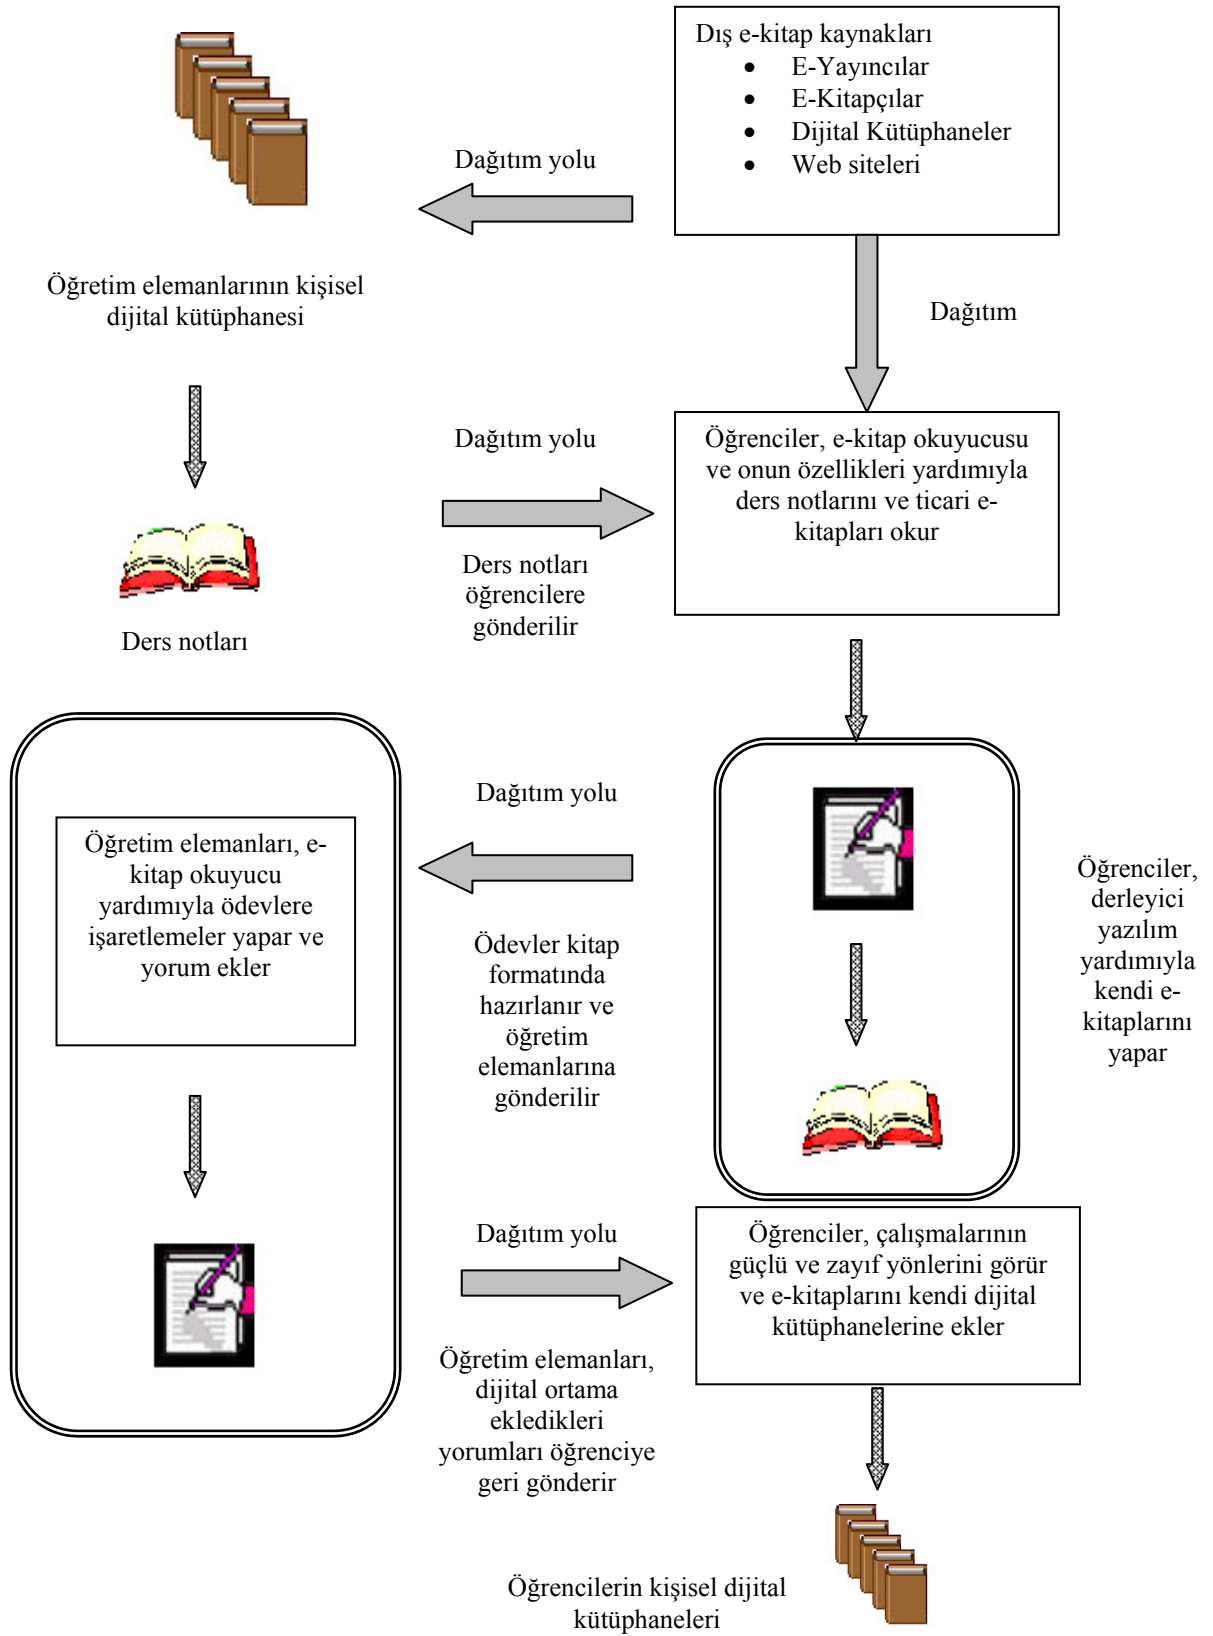 Dış e-kitap kaynakları
• E-Yayıncılar
• E-Kitapçılar
• Dijital Kütüphaneler
• Web siteleri
Dağıtım yolu
Öğretim elemanlarının kişisel
dijital kütüphanesi
Dağıtım
Dağıtım yolu
Öğrenciler, e-kitap okuyucusu
ve onun özellikleri yardımıyla
ders notlarını ve ticari e-
kitapları okur
Ders notları
öğrencilere
gönderilir
Ders notları
Dağıtım yolu
Öğretim elemanları, e-
kitap okuyucu
yardımıyla ödevlere
işaretlemeler yapar ve
yorum ekler
Ödevler kitap
formatında
hazırlanır ve
öğretim
elemanlarına
gönderilir
Öğrenciler,
derleyici
yazılım
yardımıyla
kendi e-
kitaplarını
yapar
Dağıtım yolu
Öğrenciler, çalışmalarının
güçlü ve zayıf yönlerini görür
ve e-kitaplarını kendi dijital
kütüphanelerine ekler
Öğretim elemanları,
dijital ortama
ekledikleri
yorumları öğrenciye
geri gönderir
Öğrencilerin kişisel dijital
kütüphaneleri